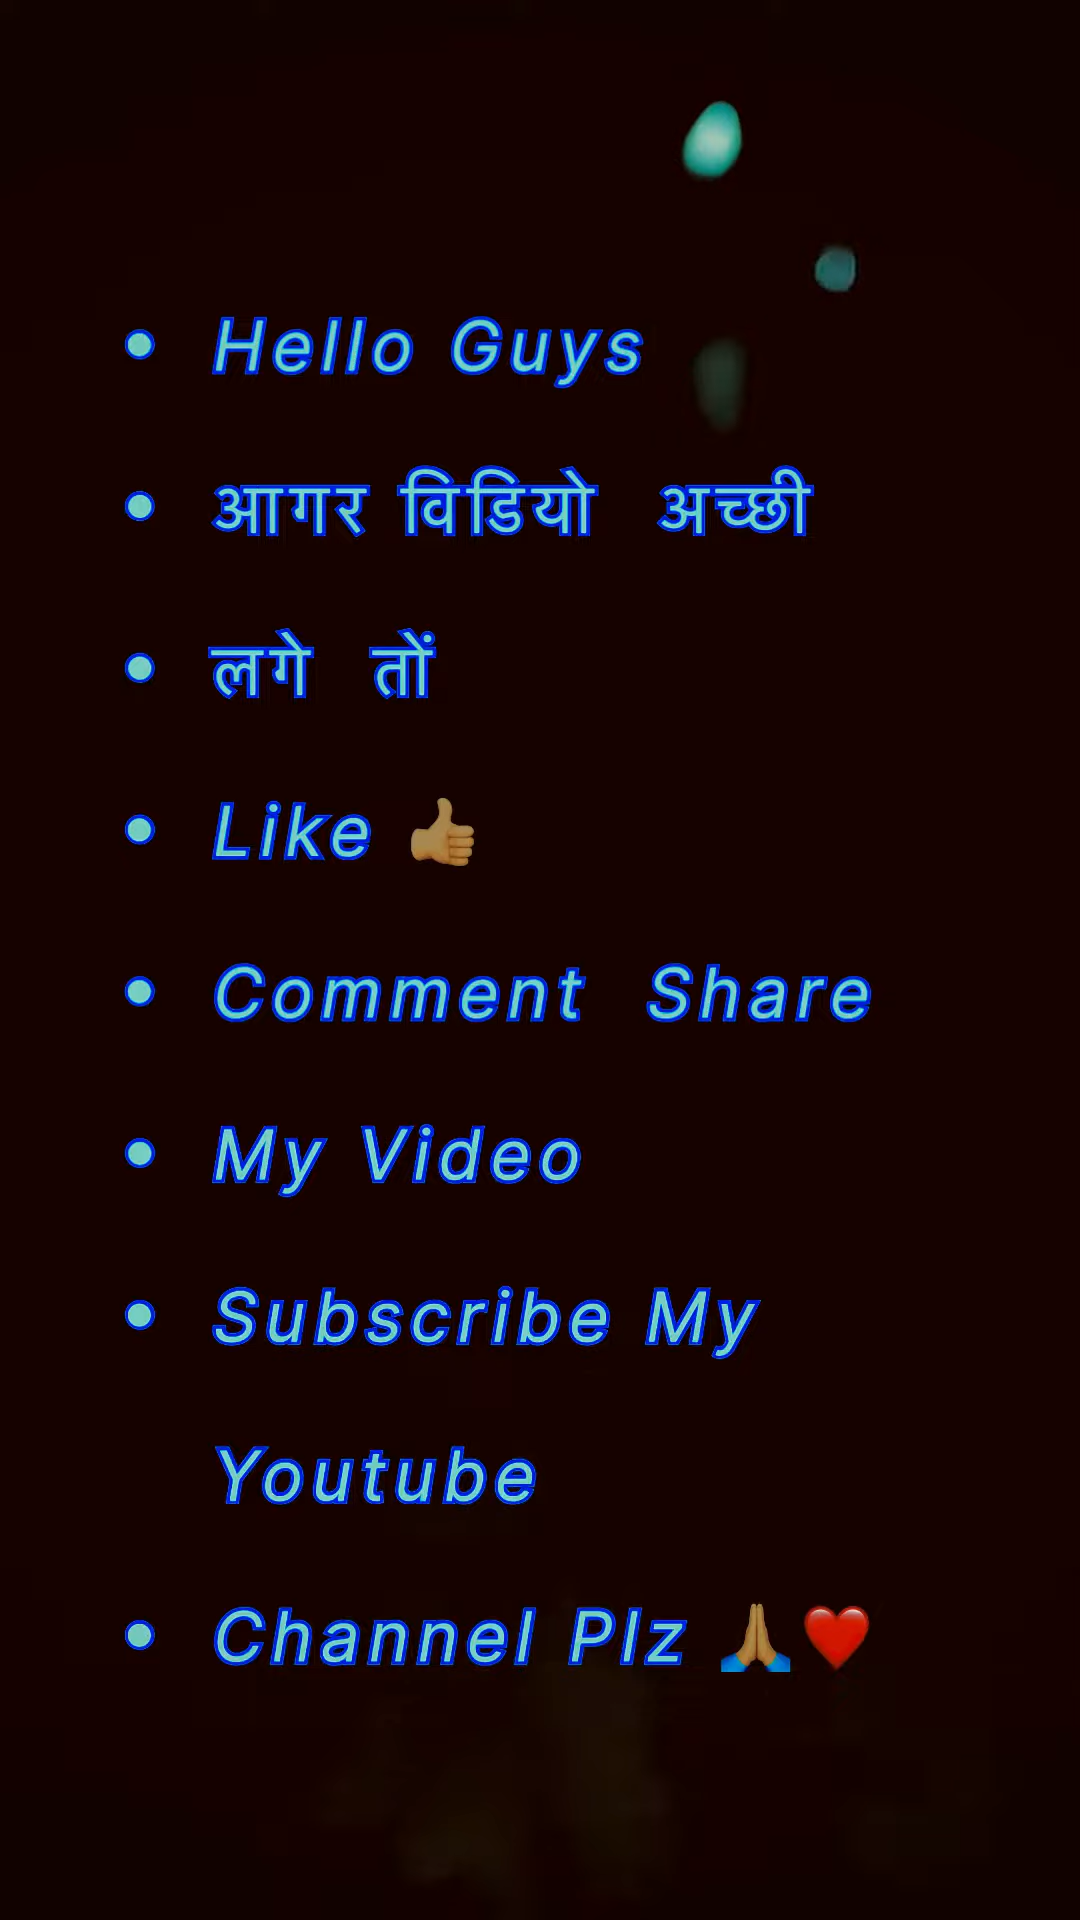 • Hello Guys
• आगर विडियो अच्छी
• लगे तों
• Like 👍
• Comment Share
• My Video
• Subscribe My
Youtube
• Channel Plz 🙏❤️